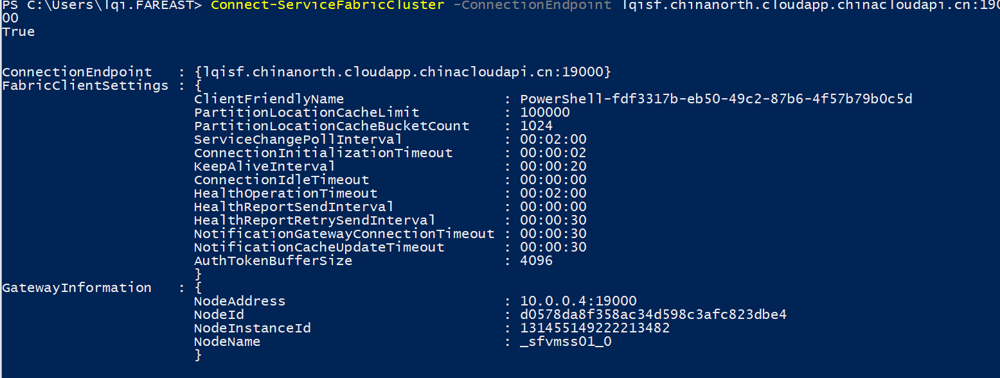 PS C:\Users\lqi.FAREAST> Connect-ServiceFabricCluster -ConnectionEndpoint lqisf.chinanorth.cloudapp.chinacloudapi.cn:190
00
True
ConnectionEndpoint   : {lqisf.chinanorth.cloudapp.chinacloudapi.cn:19000}
FabricClientSettings : {
ClientFriendlyName                   : PowerShell-fdf3317b-eb50-49c2-87b6-4f57b79b0c5d
PartitionLocationCacheLimit          : 100000
PartitionLocationCacheBucketCount    : 1024
ServiceChangePollInterval            : 00:02:00
ConnectionInitializationTimeout      : 00:00:02
KeepAliveInterval                    : 00:00:20
ConnectionIdleTimeout                : 00:00:00
HealthOperationTimeout               : 00:02:00
HealthReportSendInterval             : 00:00:00
HealthReportRetrySendInterval        : 00:00:30
NotificationGatewayConnectionTimeout : 00:00:30
NotificationCacheUpdateTimeout       : 00:00:30
AuthTokenBufferSize                  : 4096
}
GatewayInformation   : {
NodeAddress                          : 10.0.0.4:19000
NodeId                               : d0578da8f358ac34d598c3afc823dbe4
NodeInstanceId                       : 131455149222213482
NodeName                             : _sfvmss01_0
}